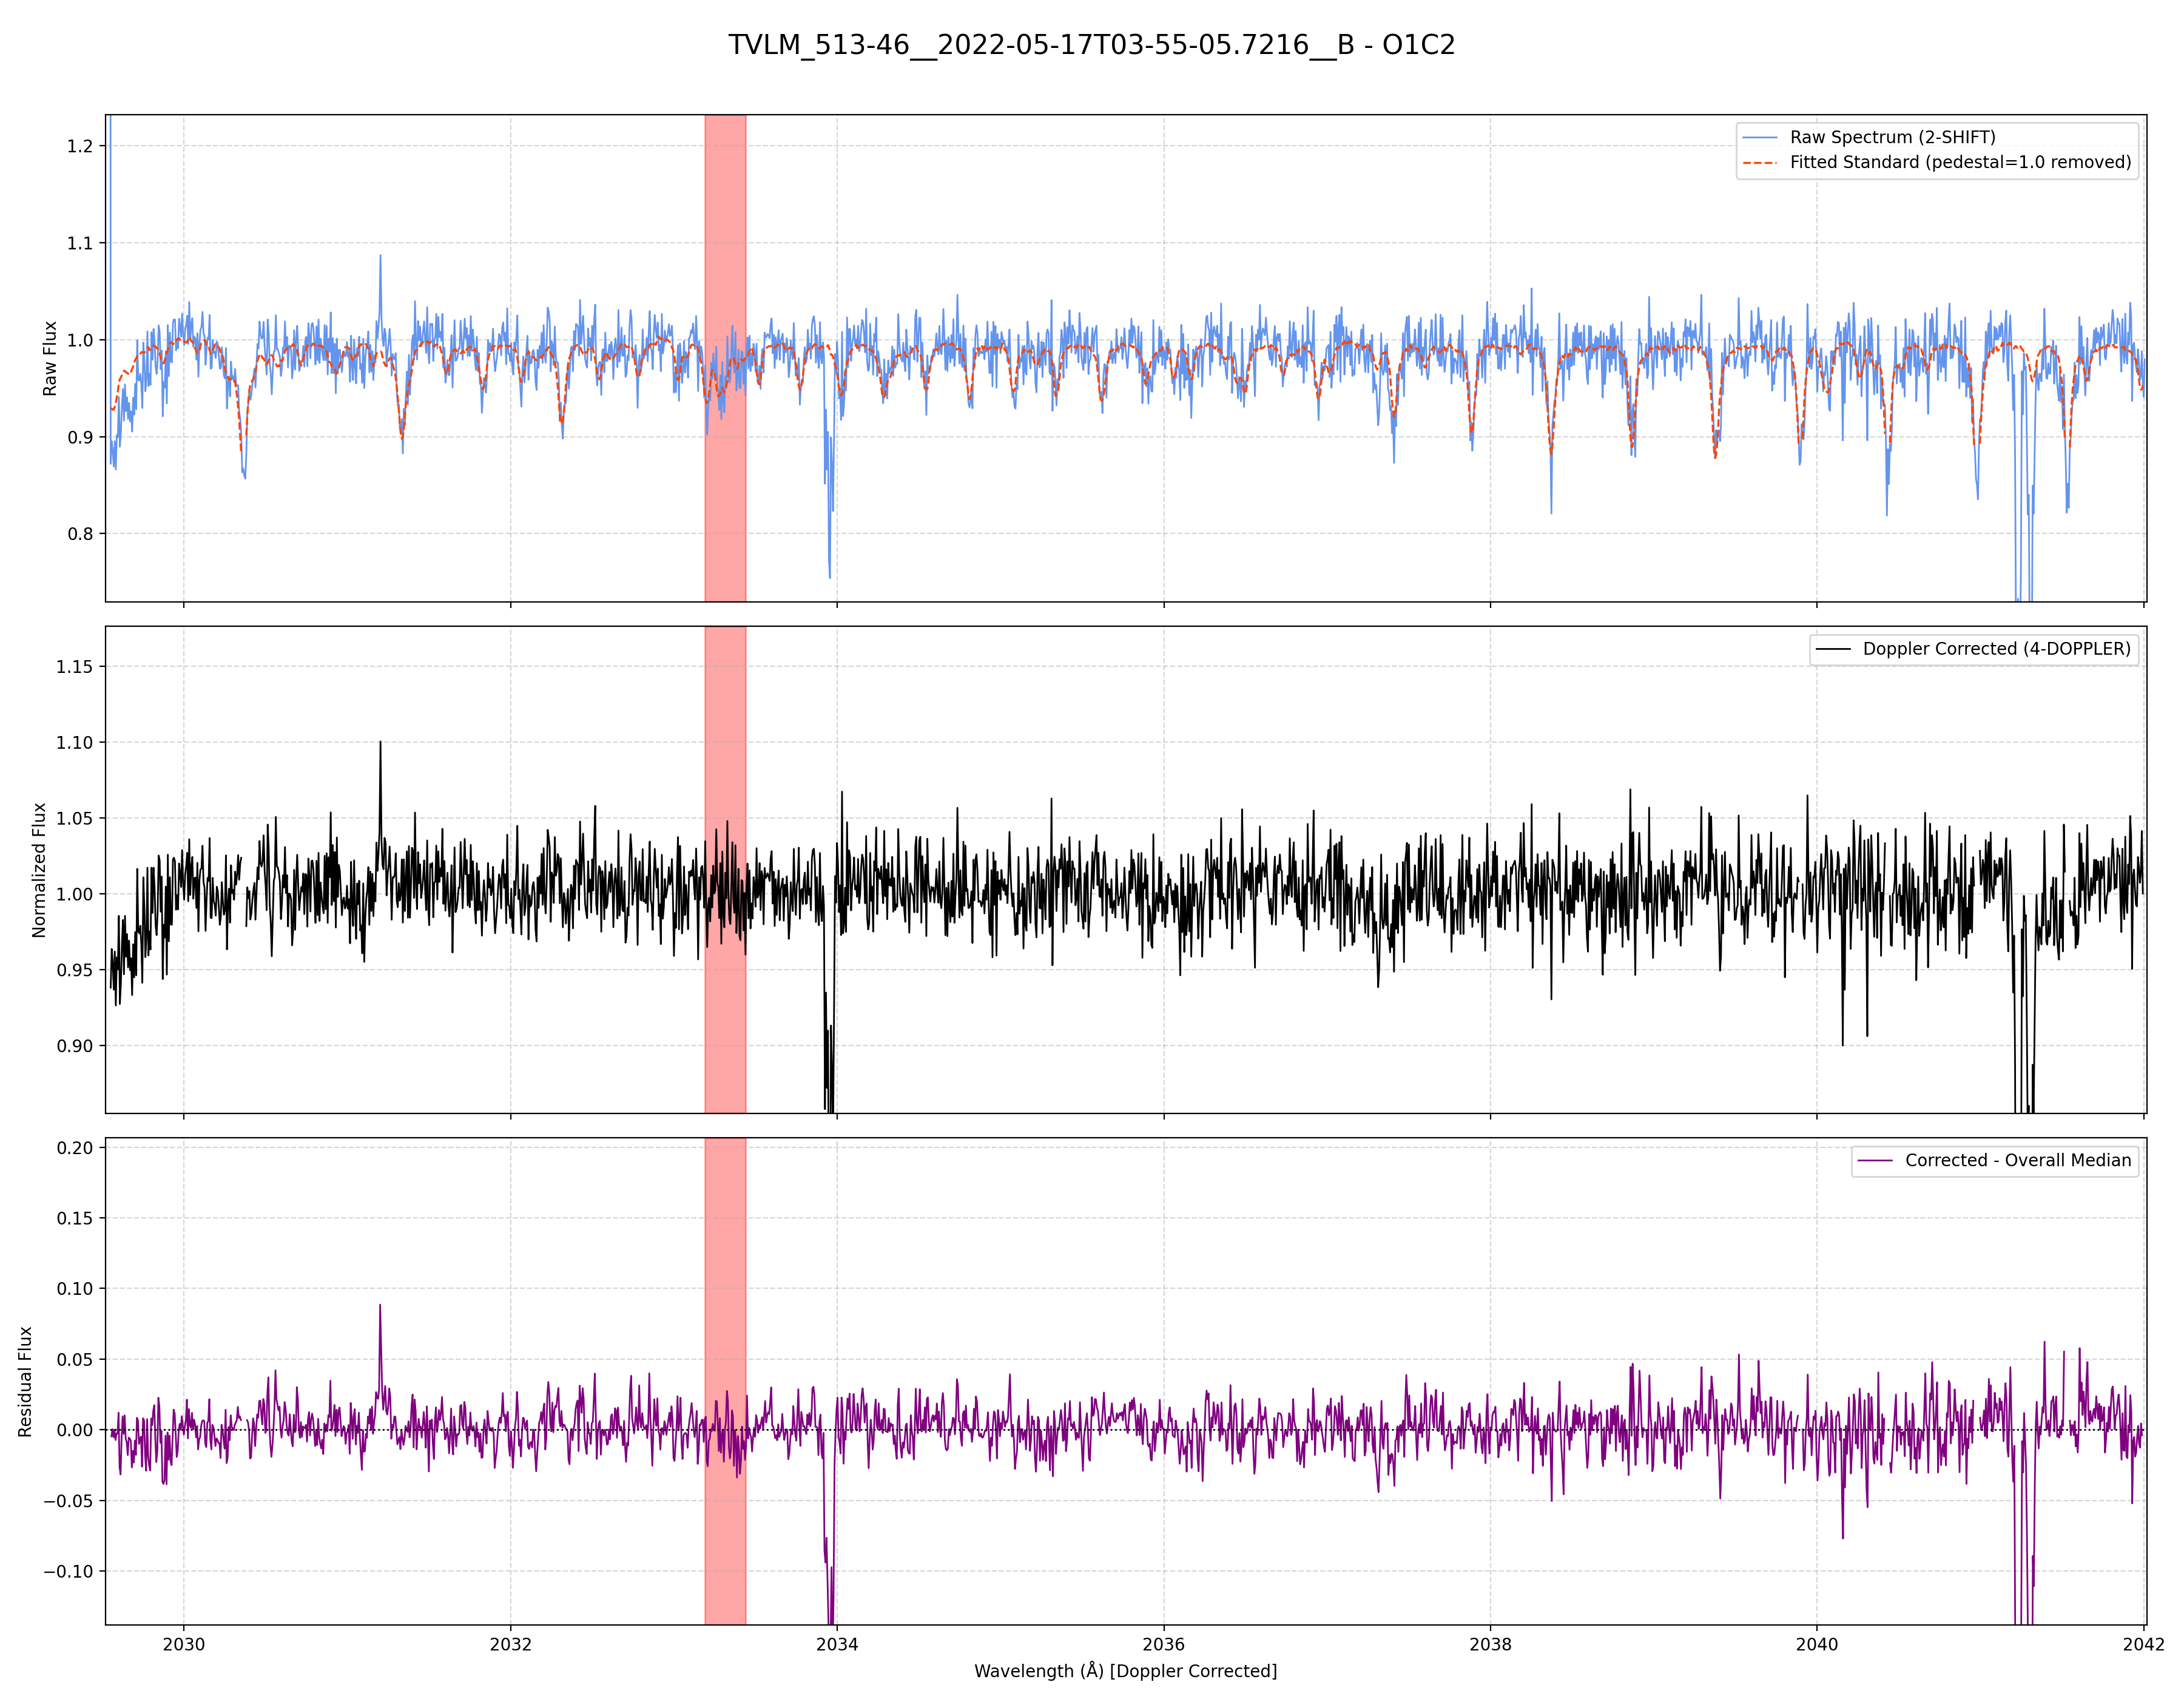 TVLM_513-46__2022-05-17T03-55-05.7216__B - O1C2
Raw Flux
1.2
1.1
1.0
0.9
0.8
Raw Spectrum (2-SHIFT)
Fitted Standard (pedestal=1.0 removed)
Normalized Flux
1.15
1.10
1.05
1.00
0.95
0.90
Doppler Corrected (4-DOPPLER)
Residual Flux
0.20
0.15
0.10
0.05
0.00
−0.05
−0.10
Corrected - Overall Median
2030 2032 2034 2036 2038 2040 2042
Wavelength (Å) [Doppler Corrected]